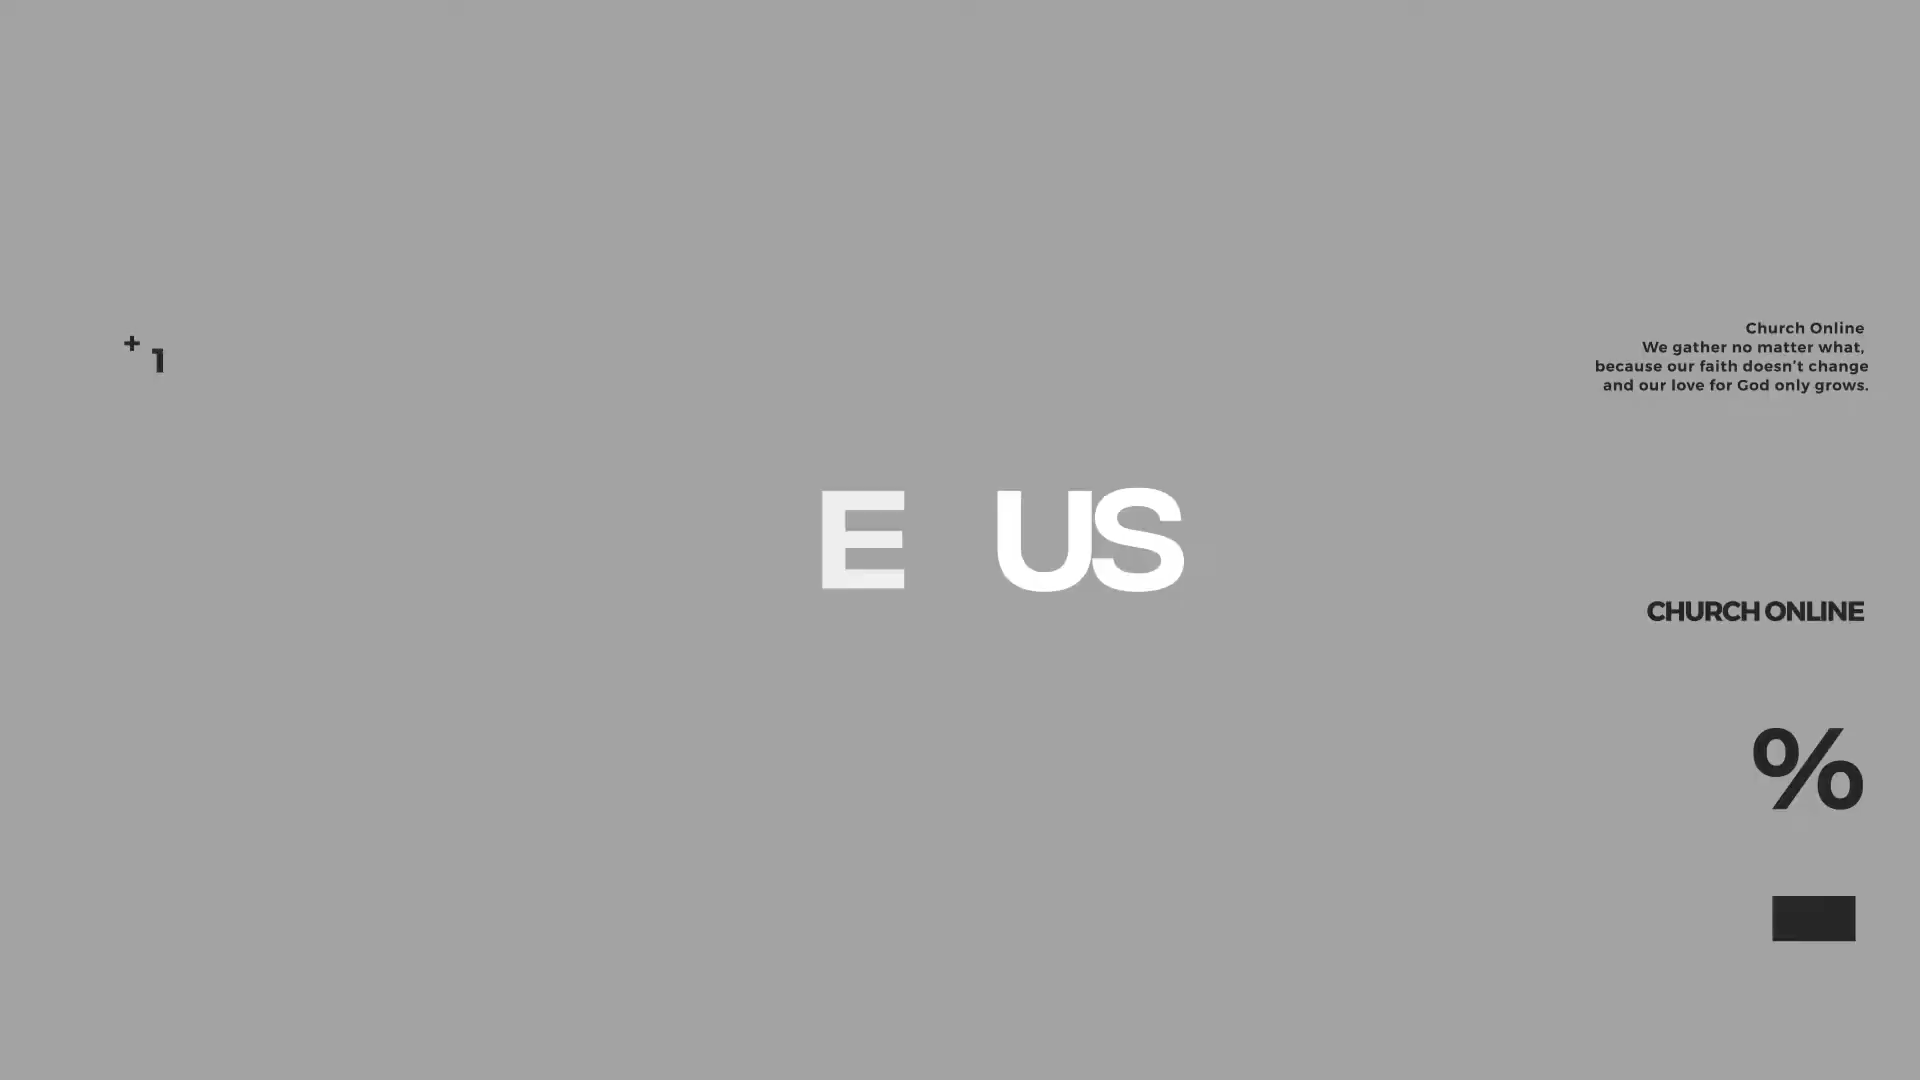 +1
Church Online
We gather no matter what,
because our faith doesn't change
and our love for God only grows.
E US
CHURCH ONLINE
%